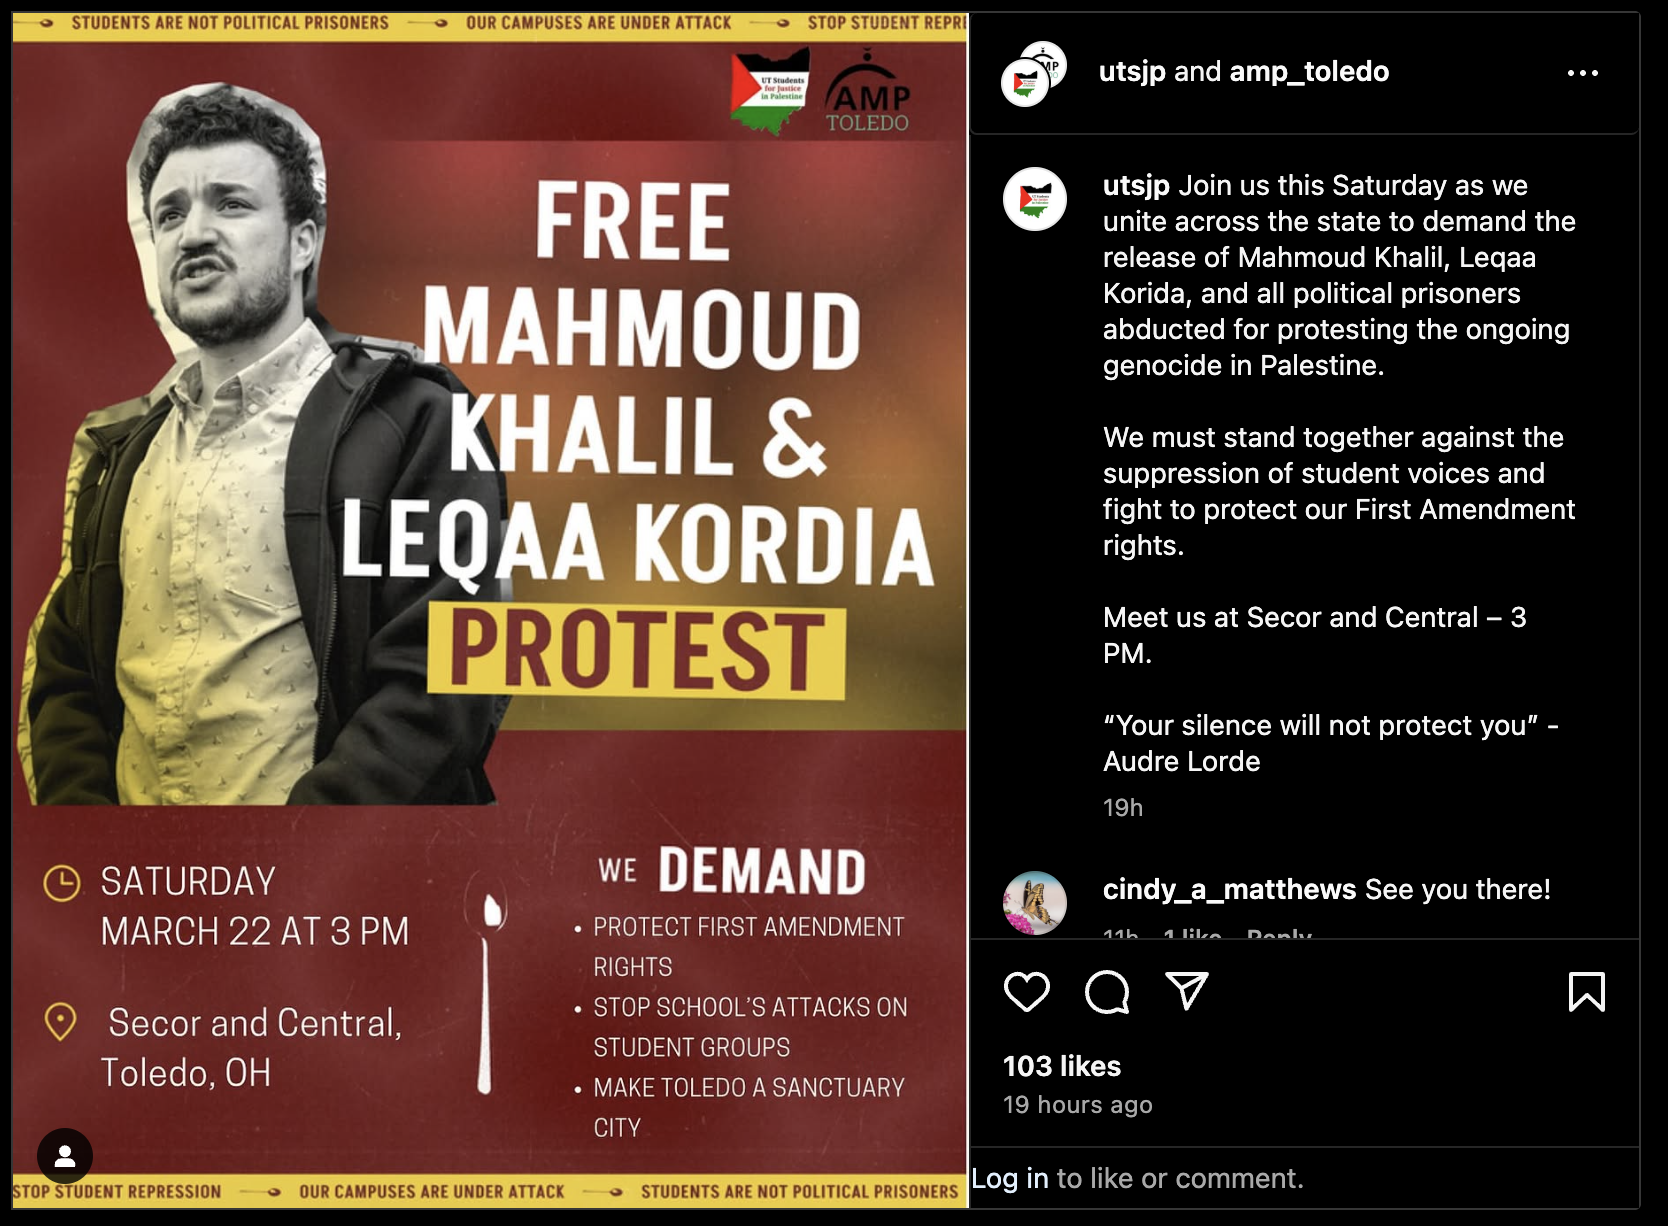 STUDENTS ARE NOT POLITICAL PRISONERS OUR CAMPUSES ARE UNDER ATTACK STOP STUDENT REPRE
UT Students
for Justice
in Palestine
AMP
TOLEDO
FREE
MAHMOUD
KHALIL &
LEQAA KORDIA
PROTEST
SATURDAY
MARCH 22 AT 3 PM
Secor and Central,
Toledo, OH
WE DEMAND
• PROTECT FIRST AMENDMENT
RIGHTS
• STOP SCHOOL'S ATTACKS ON
STUDENT GROUPS
• MAKE TOLEDO A SANCTUARY
CITY
STOP STUDENT REPRESSION OUR CAMPUSES ARE UNDER ATTACK STUDENTS ARE NOT POLITICAL PRISONERS
utsjp and amp_toledo
utsjp Join us this Saturday as we
unite across the state to demand the
release of Mahmoud Khalil, Leqaa
Korida, and all political prisoners
abducted for protesting the ongoing
genocide in Palestine.
We must stand together against the
suppression of student voices and
fight to protect our First Amendment
rights.
Meet us at Secor and Central – 3
PM.
“Your silence will not protect you” -
Audre Lorde
19h
cindy_a_matthews See you there!
11h 1 like Reply
103 likes
19 hours ago
Log in to like or comment.